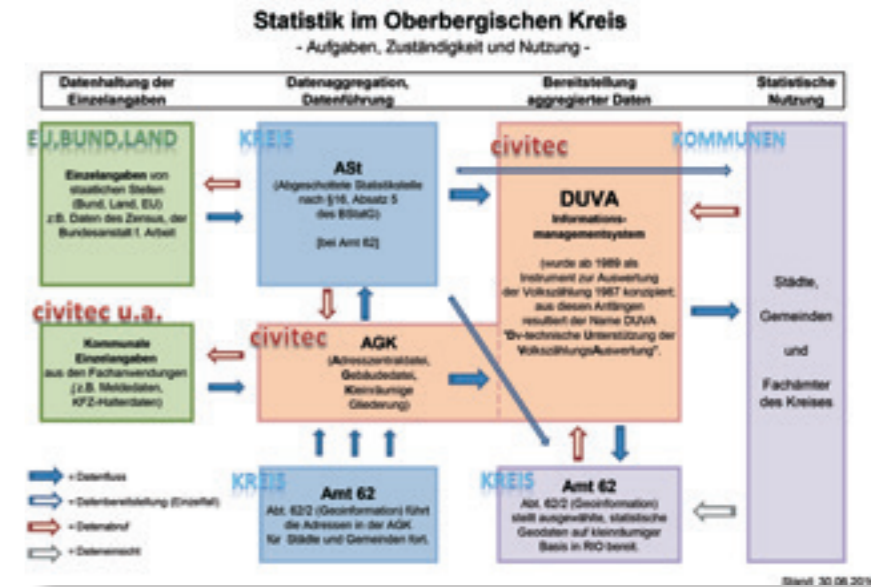 Statistik im Oberbergischen Kreis
- Aufgaben, Zuständigkeit und Nutzung -
Datenhaltung der
Einzelangaben
Datenaggregation,
Datenführung
Bereitstellung
aggregierter Daten
Statistische
Nutzung
EU,BUND,LAND
Einzelangaben von
staatlichen Stellen
(Bund, Land, EU)
z.B. Daten des Zensus, der
Bundesanstalt f. Arbeit
KREIS
ASt
(Abgeschottete Statistikstelle
nach §16, Absatz 5
des BStatG)
[bei Amt 62]
civitec
KOMMUNEN
DUVA
Informations-
managementsystem
(wurde ab 1989 als
Instrument zur Auswertung
der Volkszählung 1987 konzipiert:
aus diesen Anfängen
resultiert der Name DUVA
"Dv-technische Unterstützung der
VolkszählungsAuswertung".
Städte,
Gemeinden
und
Fachämter
des Kreises
civitec u.a.
Kommunale
Einzelangaben
aus den Fachanwendungen
(z.B. Meldedaten,
KFZ-Halterdaten)
civitec
AGK
(Adresszentraldatei,
Gebäudedatei,
Kleinräumige
Gliederung)
KREIS
Amt 62
Abt. 62/2 (Geoinformation) führt
die Adressen in der AGK
für Städte und Gemeinden fort.
KREIS
Amt 62
Abt. 62/2 (Geoinformation)
stellt ausgewählte, statistische
Geodaten auf kleinräumiger
Basis in RIO bereit.
= Datenfluss
= Datenbereitstellung (Einzelfall)
= Datenabruf
= Dateneinsicht
Stand: 30.06.201